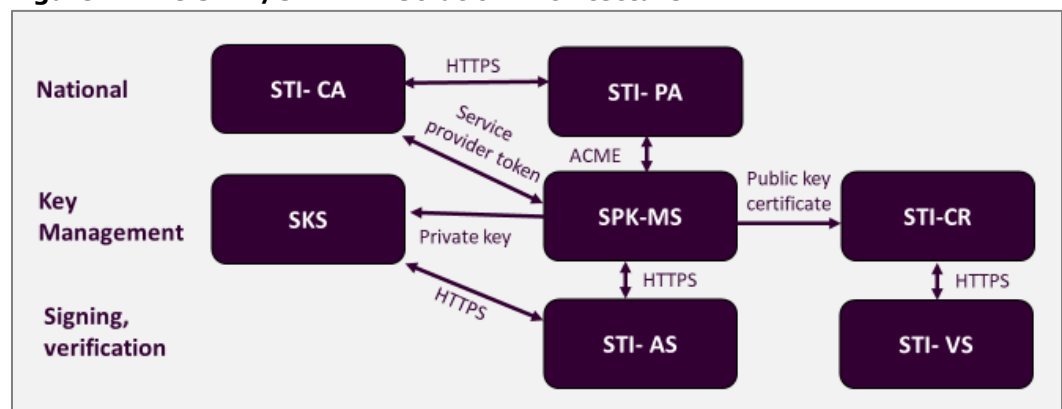 National
STI- CA
HTTPS
STI- PA
Service
provider token
ACME
Key
Management
SKS
Private key
SPK-MS
Public key
certificate
STI-CR
HTTPS
HTTPS
HTTPS
Signing,
verification
STI- AS
STI- VS